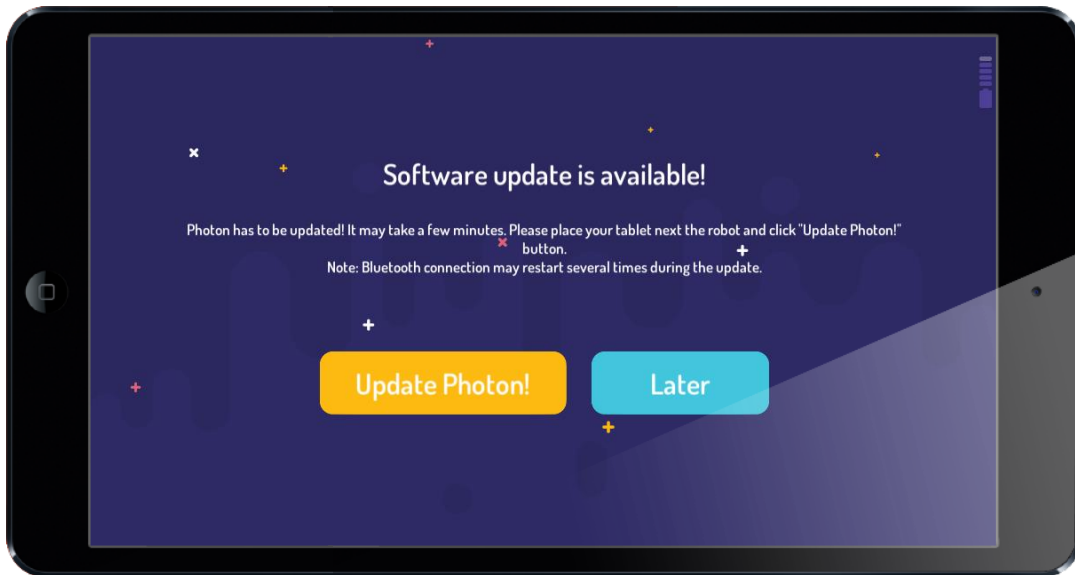 Software update is available!
Photon has to be updated! It may take a few minutes. Please place your tablet next the robot and click "Update Photon!"
button.
Note: Bluetooth connection may restart several times during the update.
Update Photon!
Later